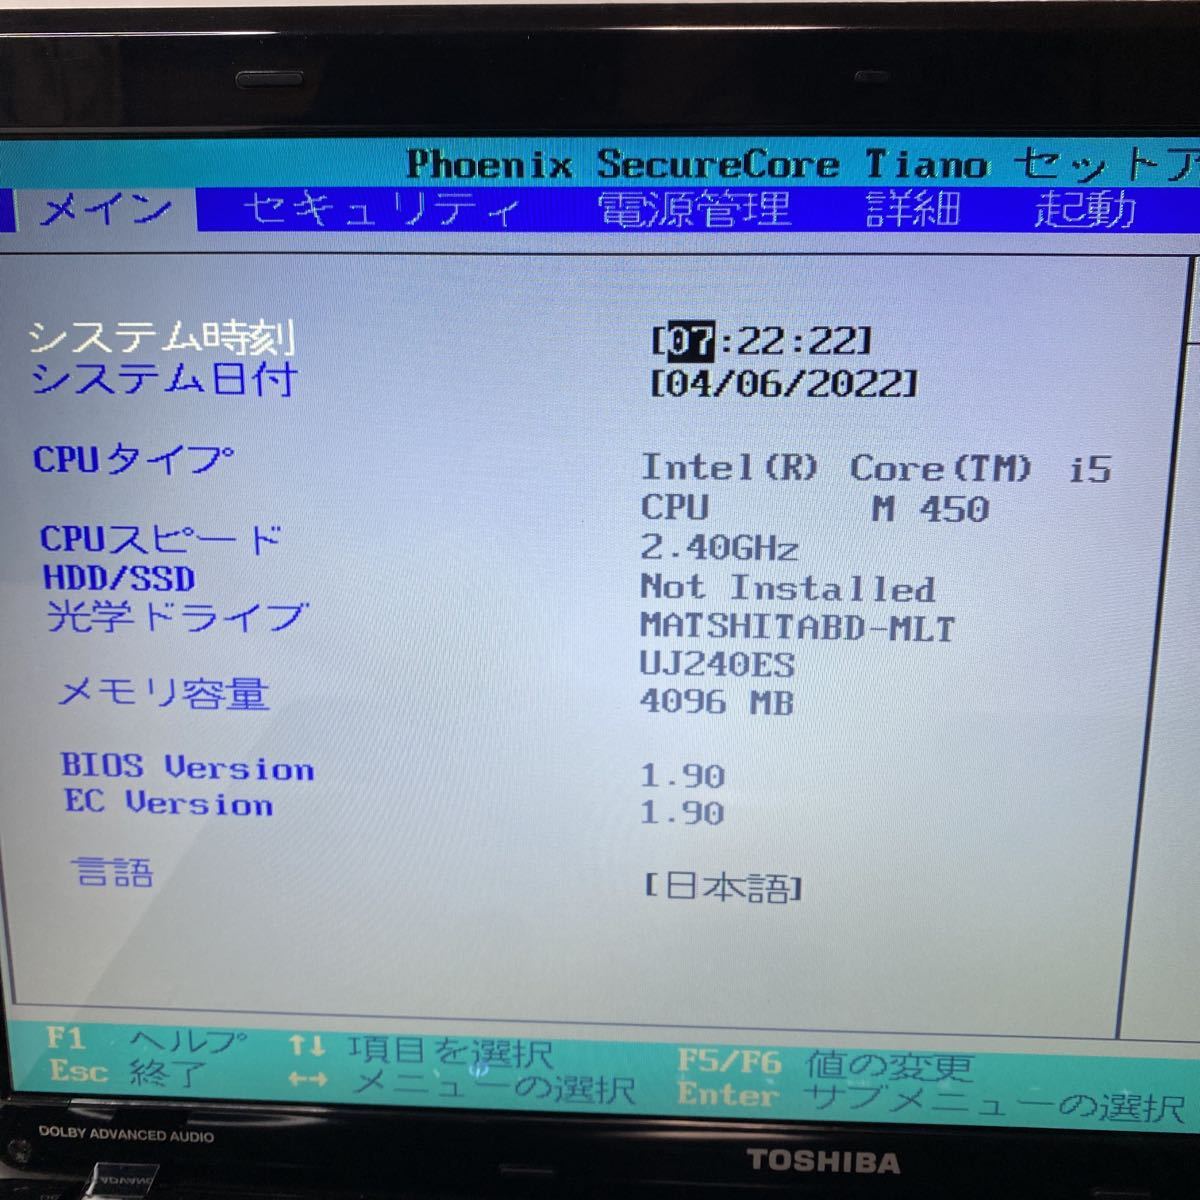 Phoenix SecureCore Tiano セットア
メイン セキュリティ 電源管理 詳細 起動
システム時刻 [07:22:22]
システム日付 [04/06/2022]
CPUタイプ Intel(R) Core(TM) i5
CPU M 450
CPUスピード 2.40GHz
HDD/SSD Not Installed
光学ドライブ MATSHITABD-MLT
UJ240ES
メモリ容量 4096 MB
BIOS Version 1.90
EC Version 1.90
言語 [日本語]
F1 ヘルプ ↑↓ 項目を選択 F5/F6 値の変更
Esc 終了 ←→ メニューの選択 Enter サブメニューの選択
DOLBY ADVANCED AUDIO
TOSHIBA